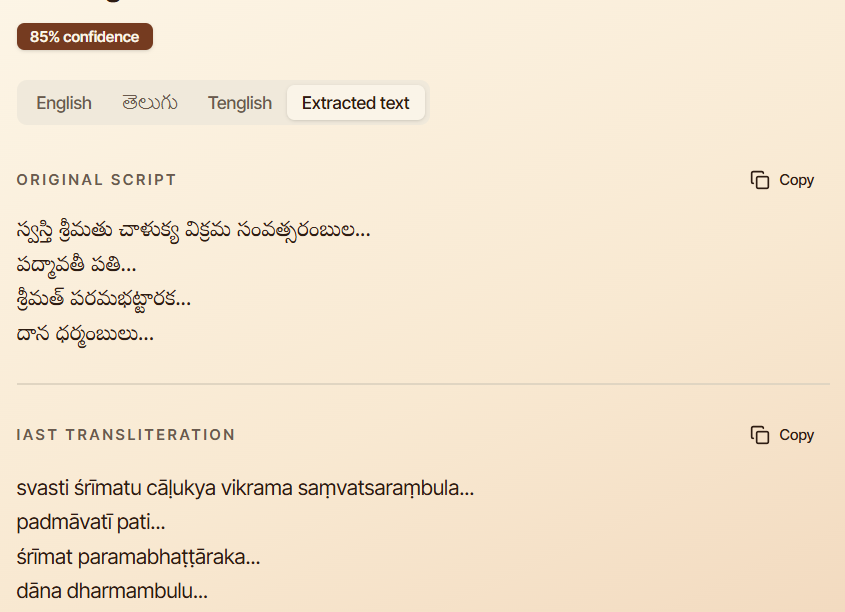 85% confidence
English తెలుగు Tenglish Extracted text
ORIGINAL SCRIPT Copy
స్వస్తి శ్రీమతు చాళుక్య విక్రమ సంవత్సరంబుల...
పద్మావతీ పతి...
శ్రీమత్ పరమభట్టారక...
దాన ధర్మంబులు...
IAST TRANSLITERATION Copy
svasti śrīmatu cāḷukya vikrama saṃvatsaraṃbula...
padmāvatī pati...
śrīmat paramabhaṭṭāraka...
dāna dharmambulu...